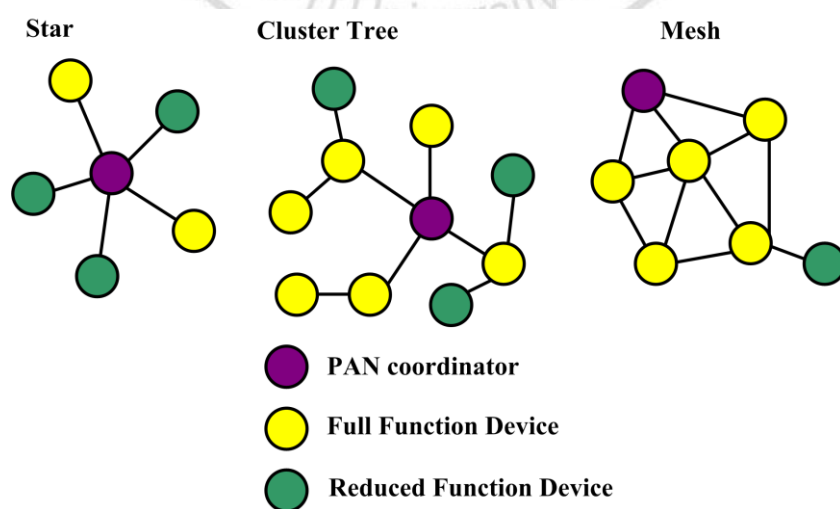 Star
Cluster Tree
Mesh
PAN coordinator
Full Function Device
Reduced Function Device